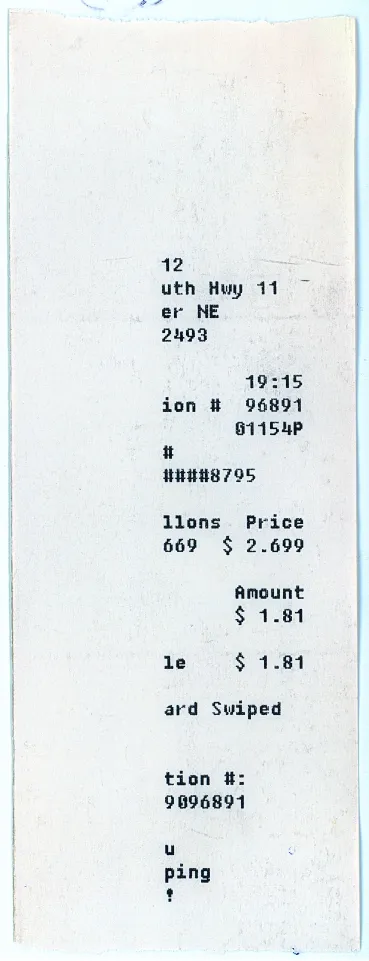 12
uth Hwy 11
er NE
2493
19:15
ion # 96891
01154P
#
####8795
llons Price
669 $ 2.699
Amount
$ 1.81
le $ 1.81
ard Swiped
tion #:
9096891
u
ping
!